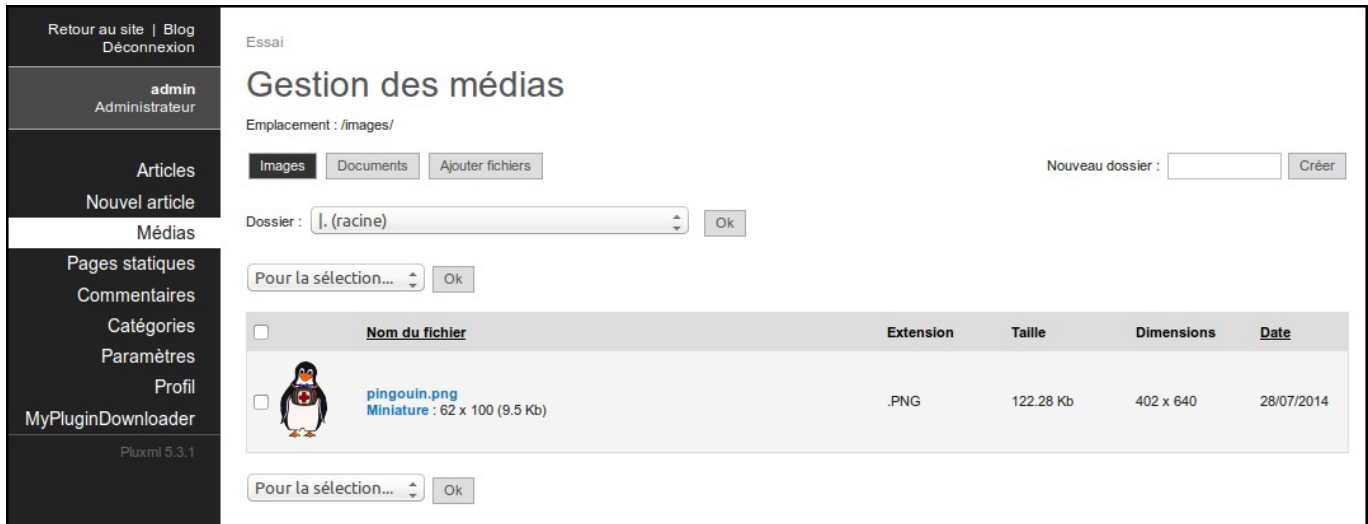 Retour au site | Blog
Déconnexion
admin
Administrateur
Articles
Nouvel article
Médias
Pages statiques
Commentaires
Catégories
Paramètres
Profil
MyPluginDownloader
Pluxml 5.3.1
Essai
Gestion des médias
Emplacement : /images/
Images Documents Ajouter fichiers Nouveau dossier : Créer
Dossier : |. (racine) Ok
Pour la sélection... Ok
Nom du fichier Extension Taille Dimensions Date
pingouin.png
Miniature : 62 x 100 (9.5 Kb) .PNG 122.28 Kb 402 x 640 28/07/2014
Pour la sélection... Ok